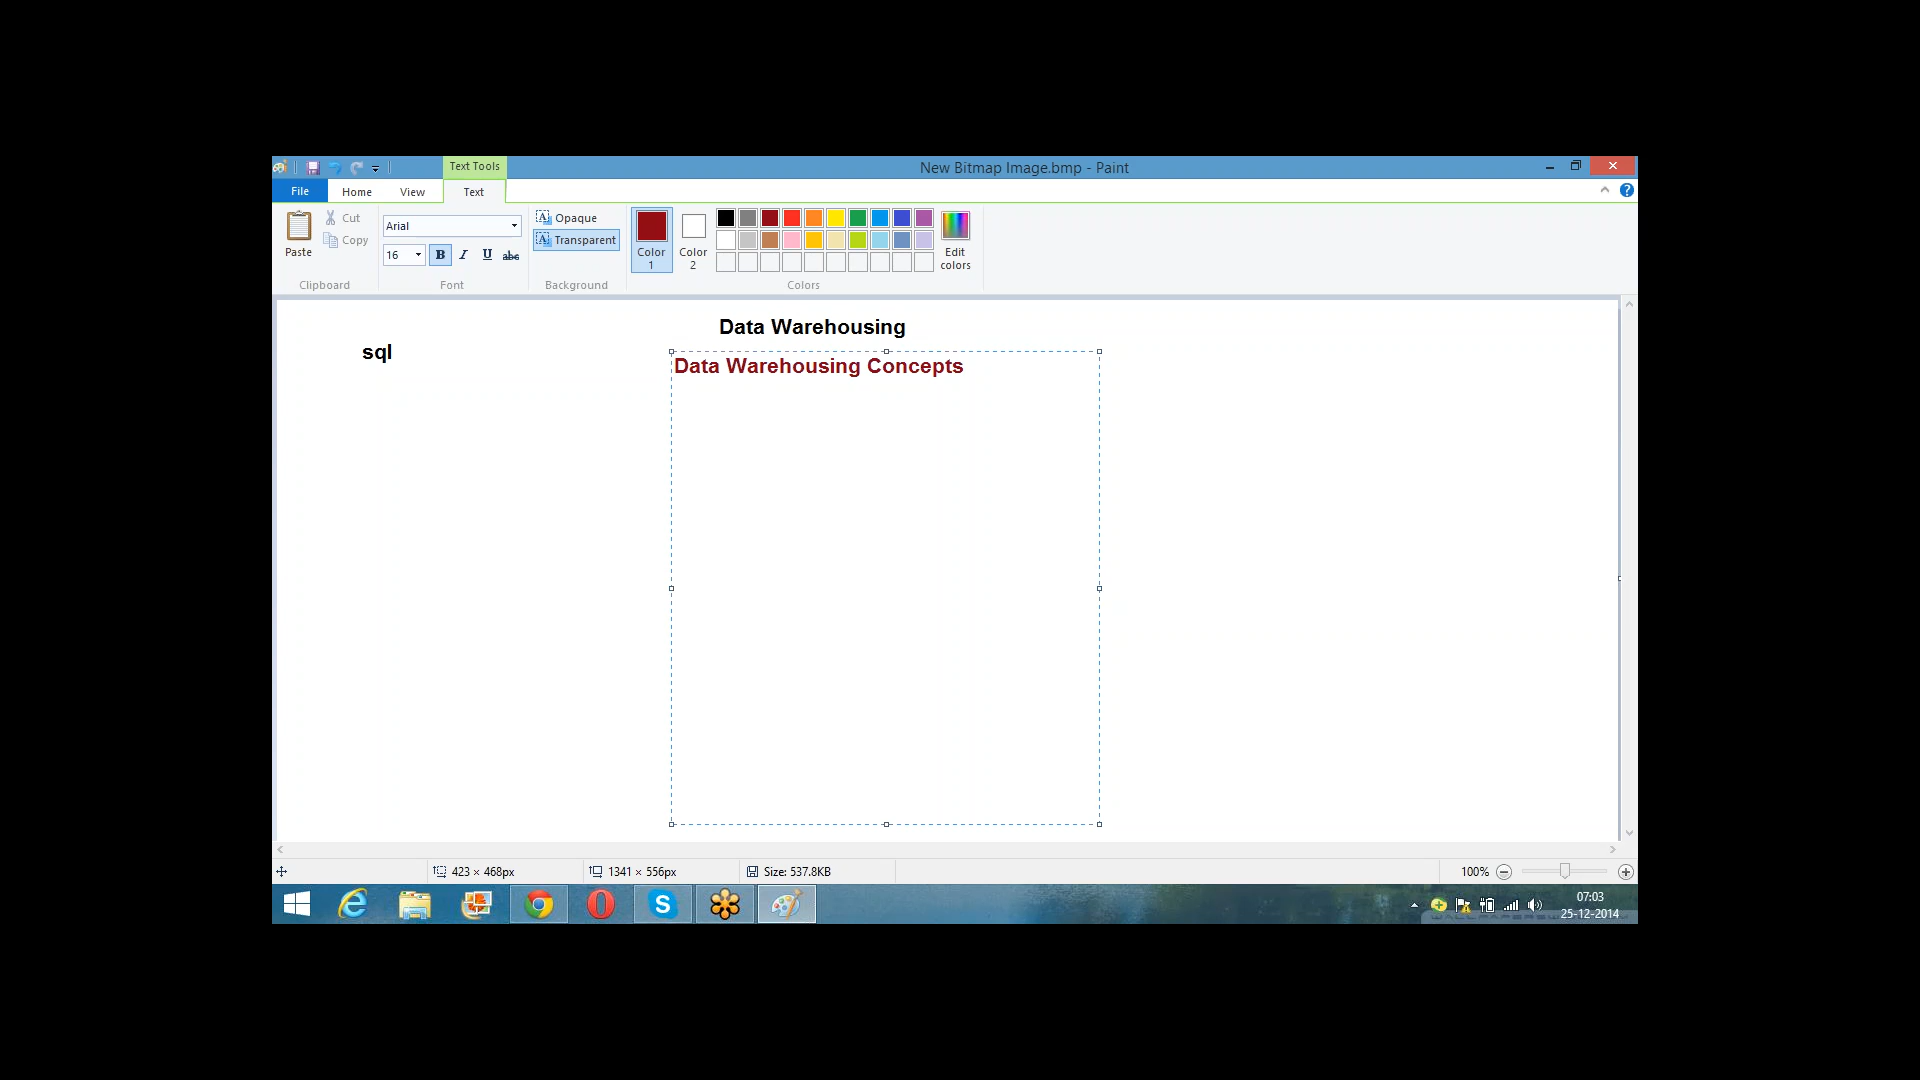 Text Tools
New Bitmap Image.bmp - Paint
File Home View Text
Paste
Cut
Copy
Clipboard
Arial
16 B I U abc
Font
Opaque
Transparent
Background
Color 1
Color 2
Edit colors
Colors
Data Warehousing
sql
Data Warehousing Concepts
423 × 468px
1341 × 556px
Size: 537.8KB
100%
07:03
25-12-2014